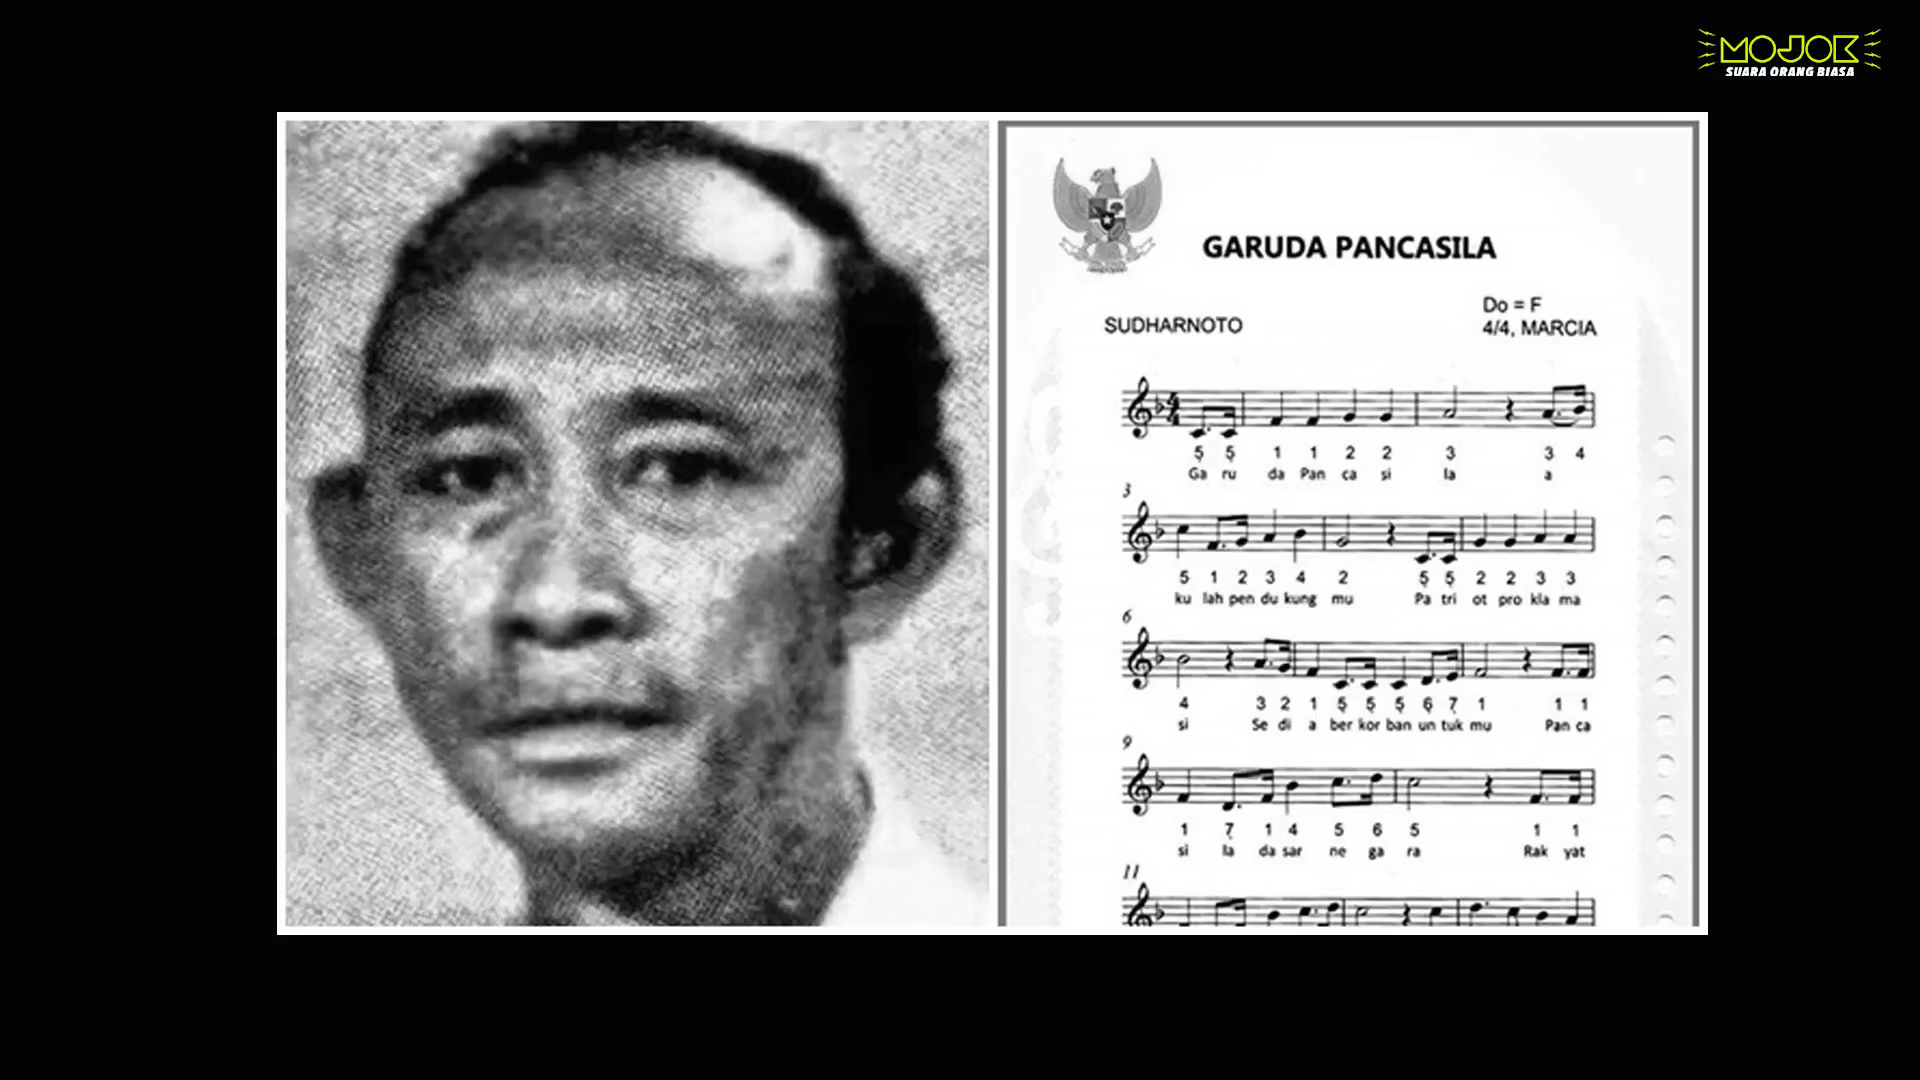 MOJOK
SUARA ORANG BIASA
GARUDA PANCASILA
Do = F
SUDHARNOTO
4/4, MARCIA
5 5 1 1 2 2 3 3 4
Ga ru da Pan ca si la a
3
5 1 2 3 4 2 5 5 2 2 3 3
ku lah pen du kung mu Pa tri ot pro kla ma
6
4 3 2 1 5 5 5 6 7 1 1 1
si Se di a ber kor ban un tuk mu Pan ca
9
1 7 1 4 5 6 5 1 1
si la da sar ne ga ra Rak yat
11